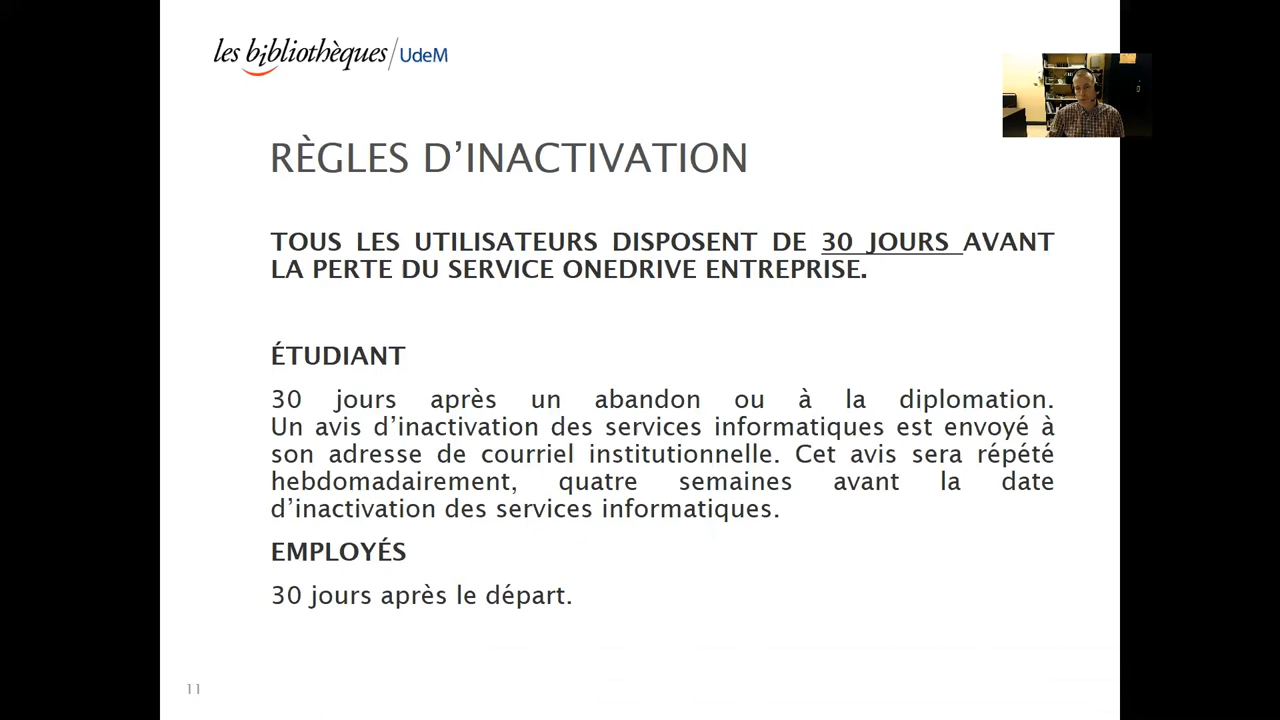 les bibliothèques/UdeM
RÈGLES D’INACTIVATION
TOUS LES UTILISATEURS DISPOSENT DE 30 JOURS AVANT
LA PERTE DU SERVICE ONEDRIVE ENTREPRISE.
ÉTUDIANT
30 jours après un abandon ou à la diplomation.
Un avis d’inactivation des services informatiques est envoyé à
son adresse de courriel institutionnelle. Cet avis sera répété
hebdomadairement, quatre semaines avant la date
d’inactivation des services informatiques.
EMPLOYÉS
30 jours après le départ.
11